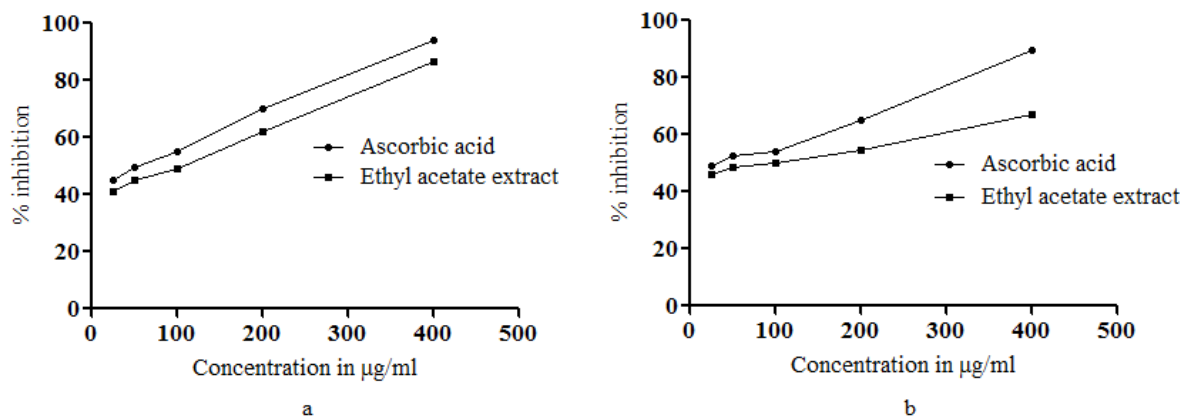 100
80
60
40
20
0
% inhibition
Ascorbic acid
Ethyl acetate extract
0 100 200 300 400 500
Concentration in μg/ml
a
100
80
60
40
20
0
% inhibition
Ascorbic acid
Ethyl acetate extract
0 100 200 300 400 500
Concentration in μg/ml
b